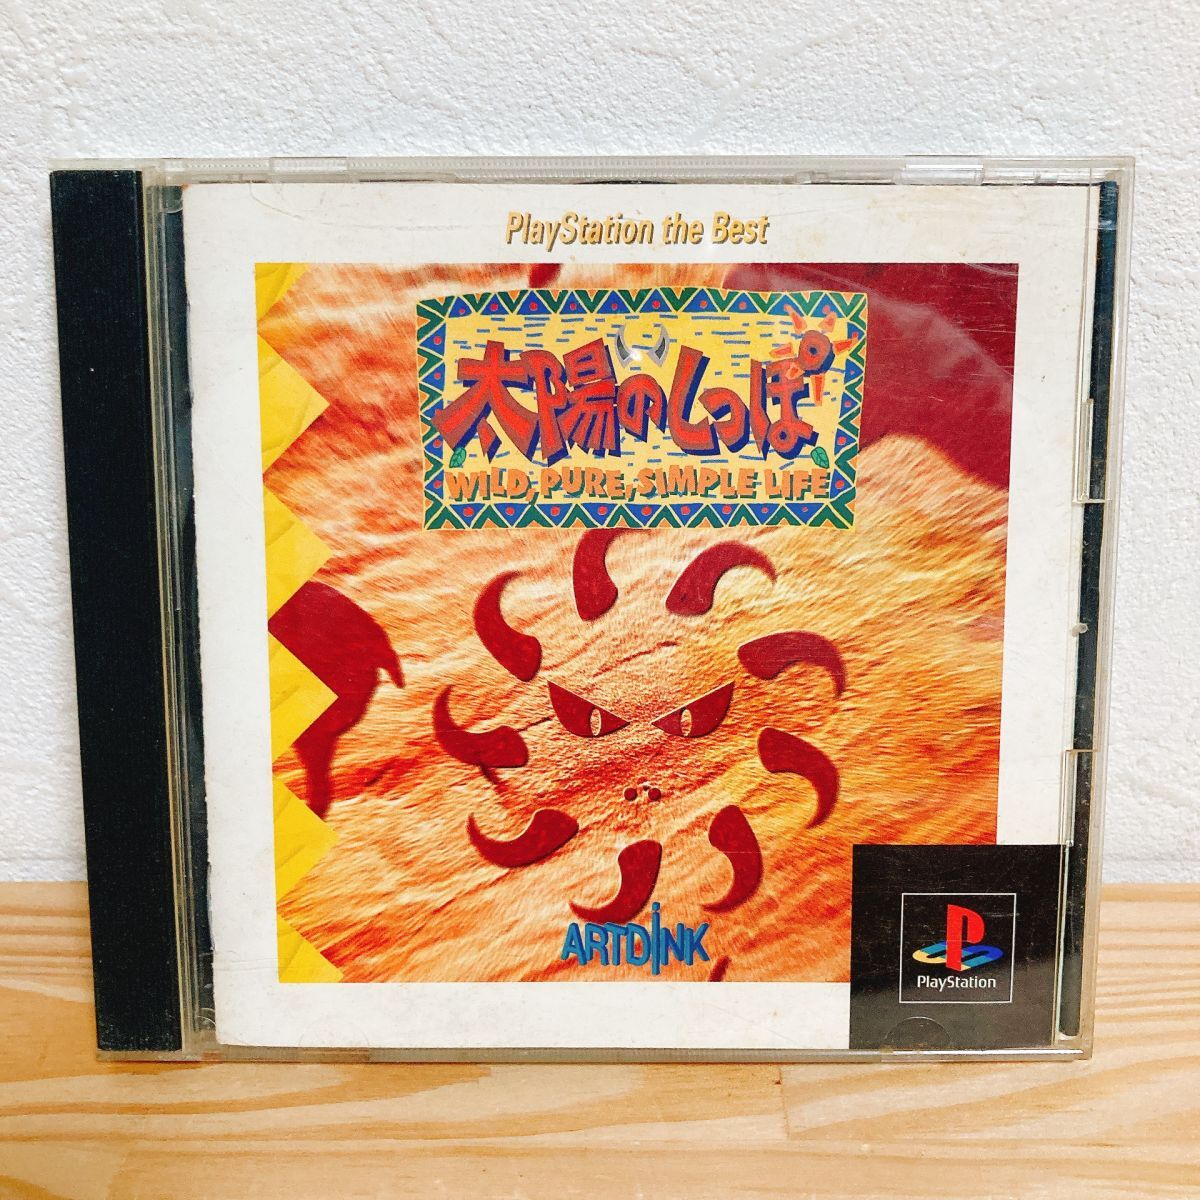 PlayStation the Best
太陽のしっぽ
WILD, PURE, SIMPLE LIFE
ARTDINK
PlayStation